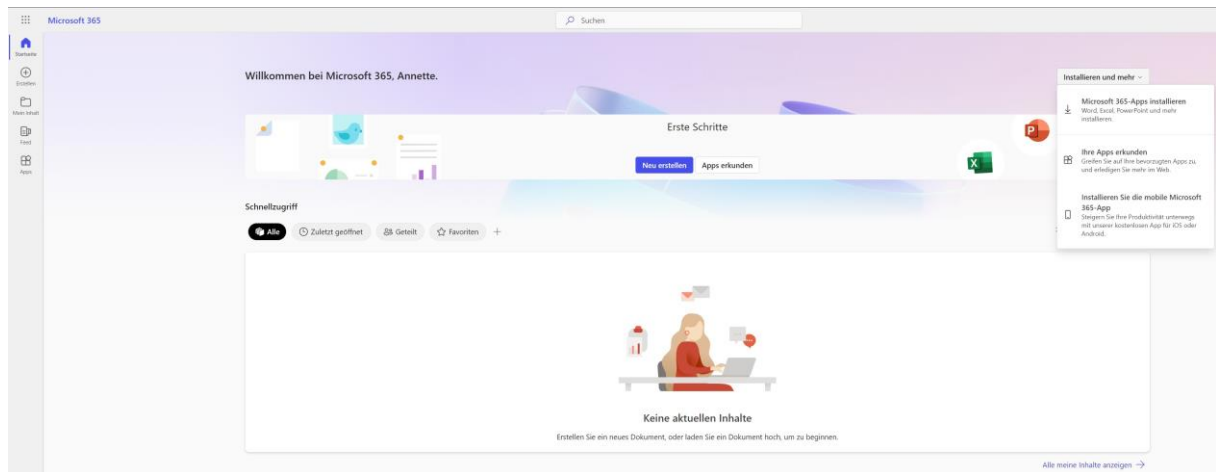 Microsoft 365
Suchen
Startseite
Erstellen
Mein Inhalt
Feed
Apps
Willkommen bei Microsoft 365, Annette.
Installieren und mehr
Microsoft 365-Apps installieren
Word, Excel, PowerPoint und mehr
installieren.
Ihre Apps erkunden
Greifen Sie auf Ihre bevorzugten Apps zu,
und erledigen Sie mehr im Web.
Installieren Sie die mobile Microsoft
365-App
Steigern Sie Ihre Produktivität unterwegs
mit unserer kostenlosen App für iOS oder
Android.
Erste Schritte
Neu erstellen
Apps erkunden
P
X
Schnellzugriff
Alle
Zuletzt geöffnet
Geteilt
Favoriten
Keine aktuellen Inhalte
Erstellen Sie ein neues Dokument, oder laden Sie ein Dokument hoch, um zu beginnen.
Alle meine Inhalte anzeigen